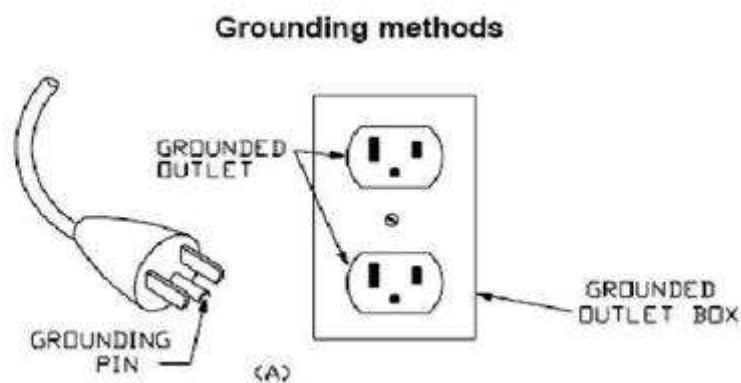 Grounding methods
GROUNDED
OUTLET
GROUNDED
OUTLET BOX
GROUNDING
PIN
(A)